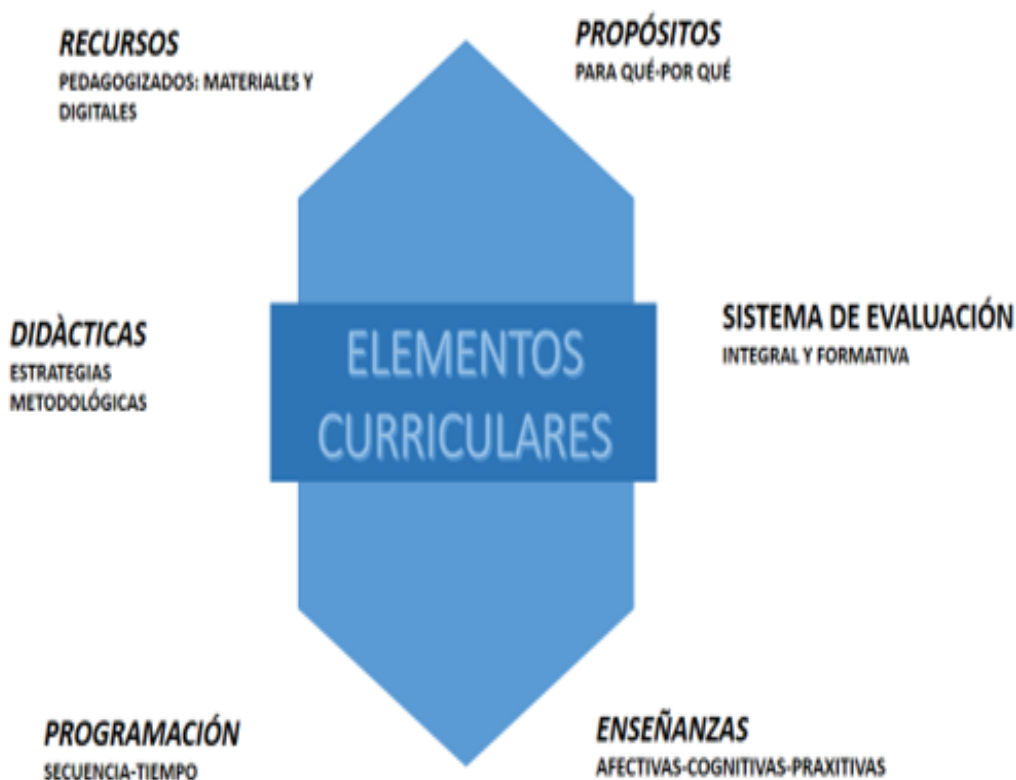 RECURSOS
PEDAGOGIZADOS: MATERIALES Y
DIGITALES
PROPÓSITOS
PARA QUÉ-POR QUÉ
DIDÀCTICAS
ESTRATEGIAS
METODOLÓGICAS
ELEMENTOS
CURRICULARES
SISTEMA DE EVALUACIÓN
INTEGRAL Y FORMATIVA
PROGRAMACIÓN
SECUENCIA-TIEMPO
ENSEÑANZAS
AFECTIVAS-COGNITIVAS-PRAXITIVAS